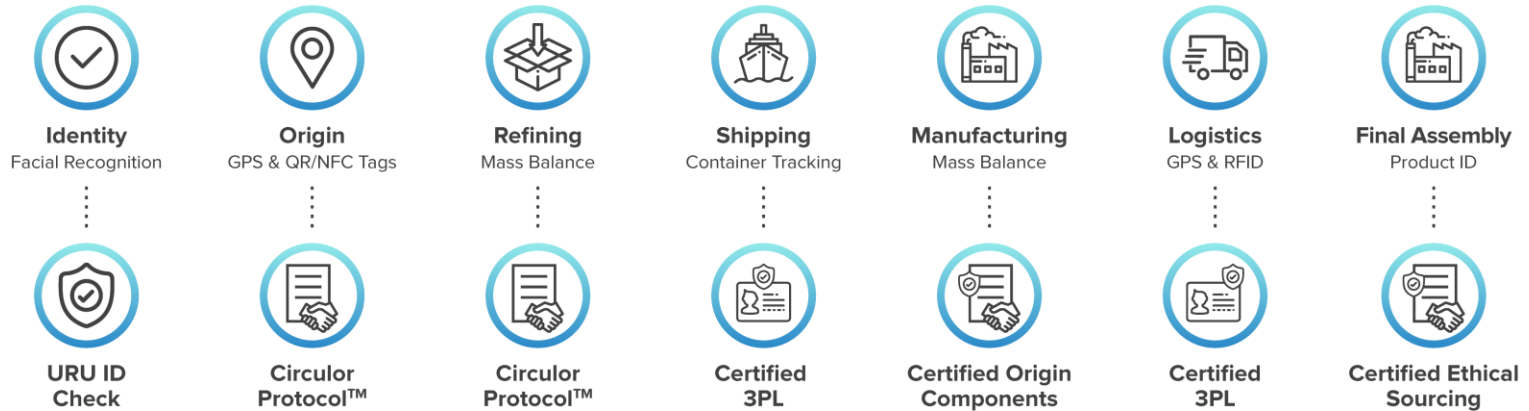 Identity
Facial Recognition
Origin
GPS & QR/NFC Tags
Refining
Mass Balance
Shipping
Container Tracking
Manufacturing
Mass Balance
Logistics
GPS & RFID
Final Assembly
Product ID
URU ID
Check
Circulor
Protocol™
Circulor
Protocol™
Certified
3PL
Certified Origin
Components
Certified
3PL
Certified Ethical
Sourcing